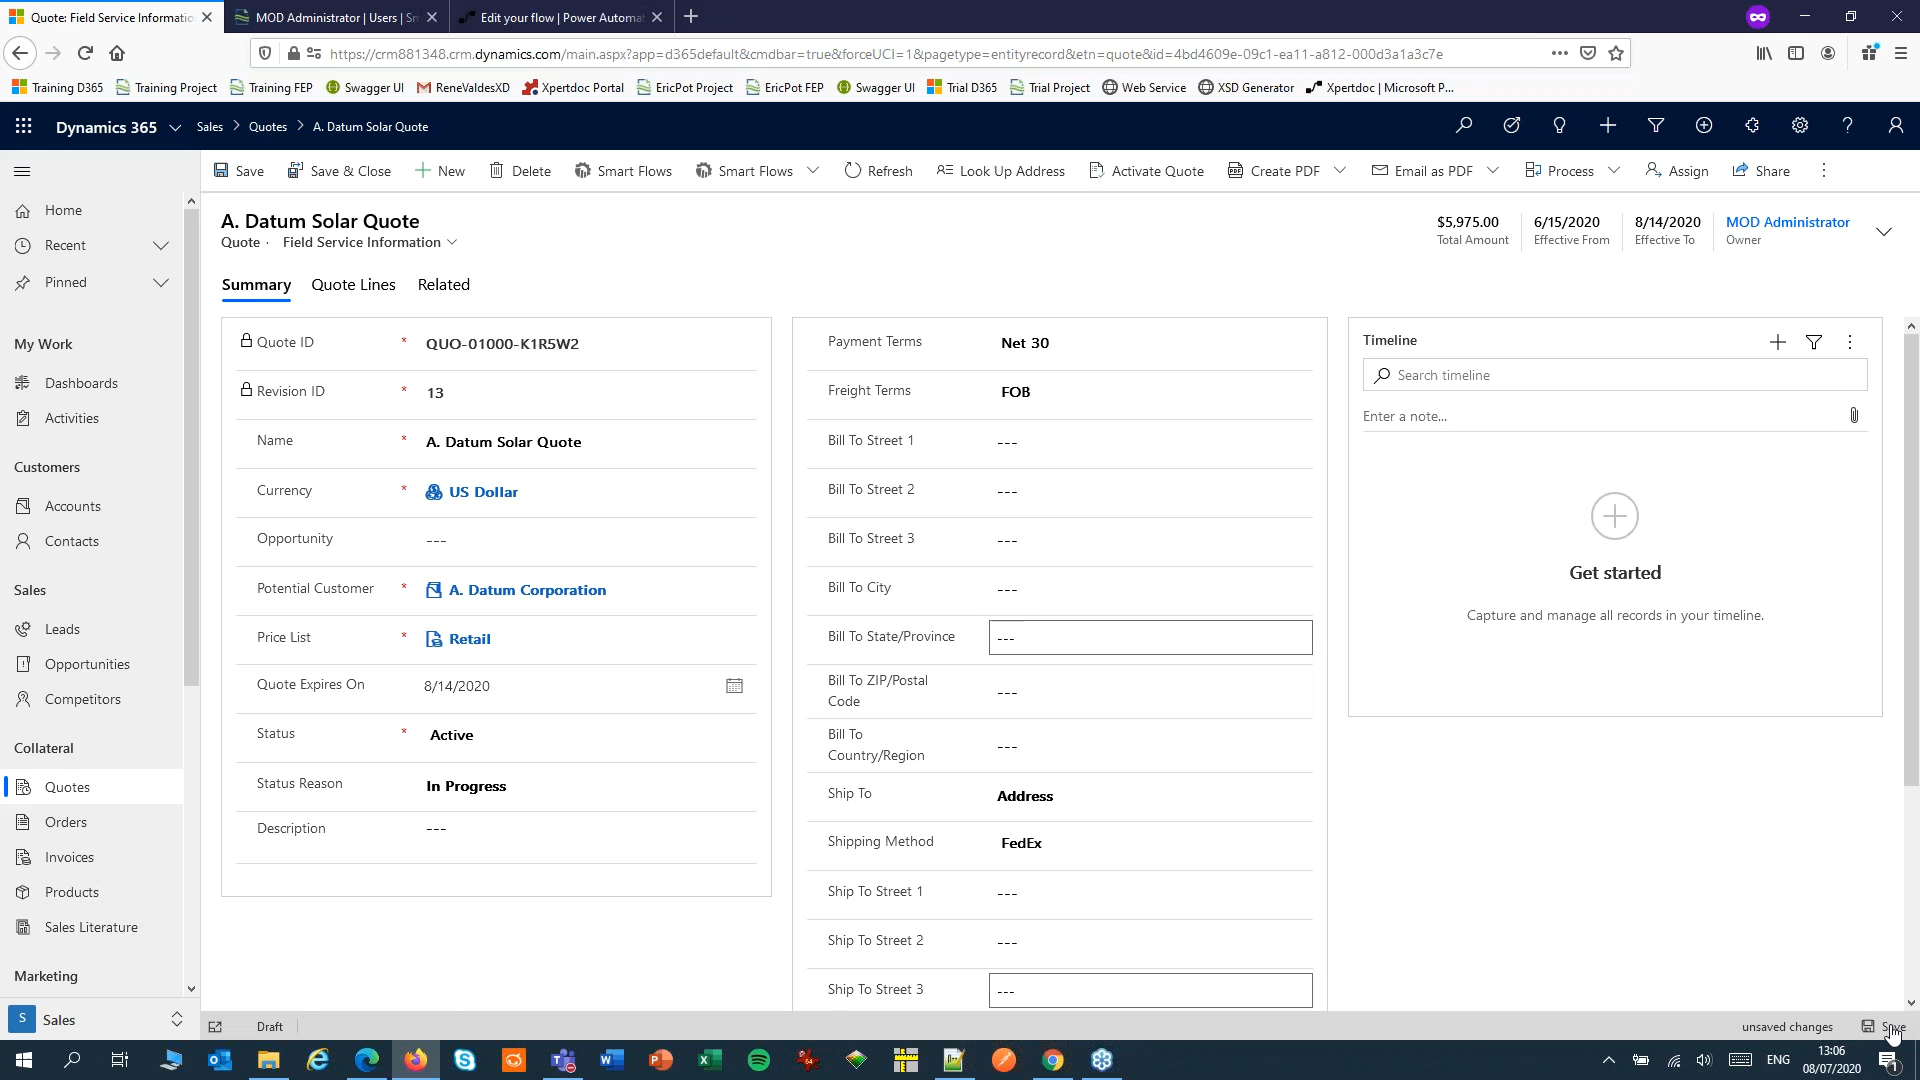 Quote: Field Service Informatio
MOD Administrator | Users | Sm
Edit your flow | Power Automat
https://crm881348.crm.dynamics.com/main.aspx?app=d365default&cmdbar=true&forceUCI=1&pagetype=entityrecord&etn=quote&id=4bd4609e-09c1-ea11-a812-000d3a1a3c7e
Training D365
Training Project
Training FEP
Swagger UI
ReneValdesXD
Xpertdoc Portal
EricPot Project
EricPot FEP
Swagger UI
Trial D365
Trial Project
Web Service
XSD Generator
Xpertdoc | Microsoft P...
Dynamics 365
Sales > Quotes > A. Datum Solar Quote
Save
Save & Close
New
Delete
Smart Flows
Smart Flows
Refresh
Look Up Address
Activate Quote
Create PDF
Email as PDF
Process
Assign
Share
Home
Recent
Pinned
My Work
Dashboards
Activities
Customers
Accounts
Contacts
Sales
Leads
Opportunities
Competitors
Collateral
Quotes
Orders
Invoices
Products
Sales Literature
Marketing
S Sales
A. Datum Solar Quote
Quote · Field Service Information
$5,975.00
Total Amount
6/15/2020
Effective From
8/14/2020
Effective To
MOD Administrator
Owner
Summary
Quote Lines
Related
Quote ID * QUO-01000-K1R5W2
Revision ID * 13
Name * A. Datum Solar Quote
Currency * US Dollar
Opportunity ---
Potential Customer * A. Datum Corporation
Price List * Retail
Quote Expires On 8/14/2020
Status * Active
Status Reason In Progress
Description ---
Payment Terms Net 30
Freight Terms FOB
Bill To Street 1 ---
Bill To Street 2 ---
Bill To Street 3 ---
Bill To City ---
Bill To State/Province ---
Bill To ZIP/Postal
Code ---
Bill To
Country/Region ---
Ship To Address
Shipping Method FedEx
Ship To Street 1 ---
Ship To Street 2 ---
Ship To Street 3 ---
Timeline
Search timeline
Enter a note...
Get started
Capture and manage all records in your timeline.
Draft
unsaved changes
Save
ENG
13:06
08/07/2020
1